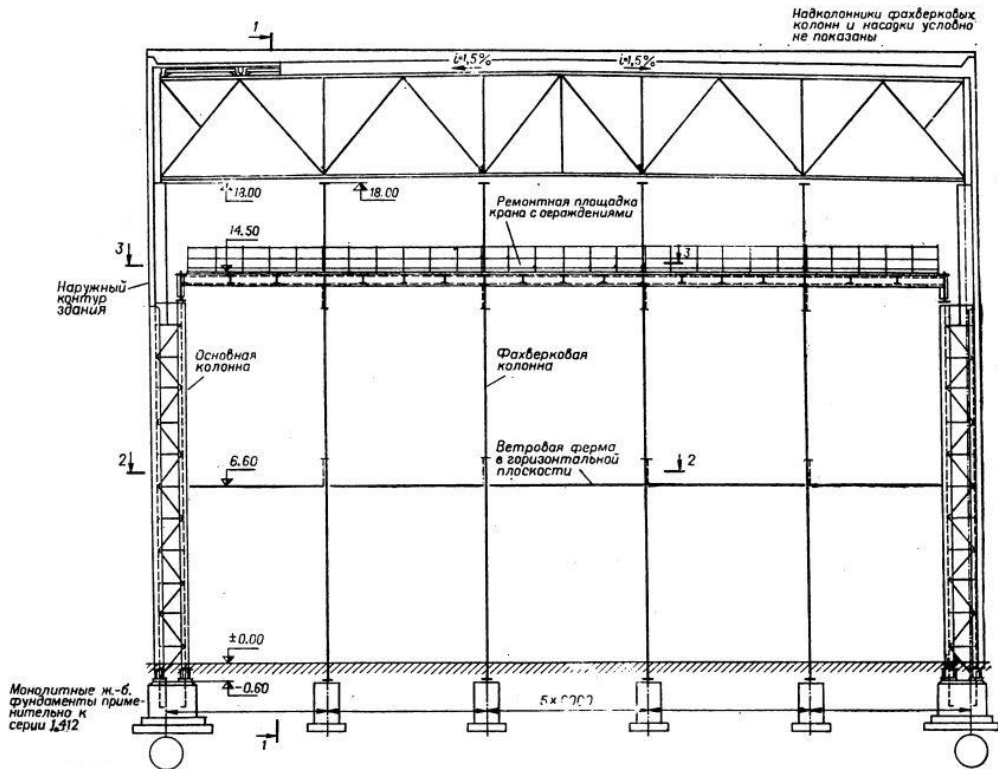 Надколонники фахверковых
колонн и насадки условно
не показаны
1
i=1,5%
i=1,5%
18.00
18.00
Ремонтная площадка
крана с ограждениями
14.50
3
3
Наружный
контур
здания
Основная
колонна
Фахверковая
колонна
Ветровая ферма
в горизонтальной
плоскости
2
6.60
2
±0.00
-0.60
Монолитные ж.-б.
фундаменты приме-
нительно к
серии 1.412
1